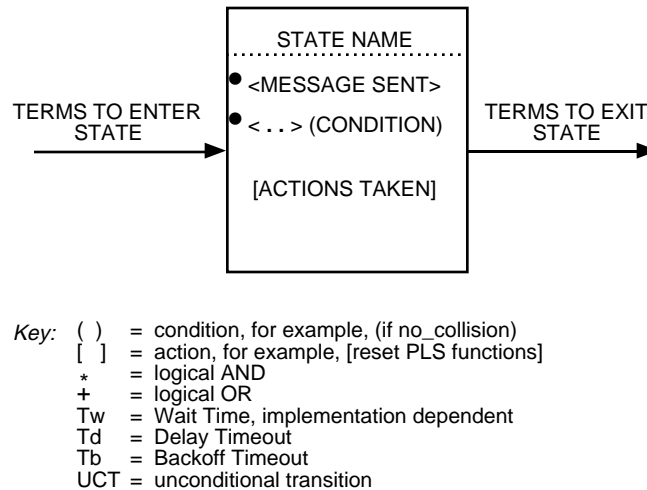 STATE NAME
• <MESSAGE SENT>
TERMS TO ENTER
STATE
• < . . > (CONDITION)
TERMS TO EXIT
STATE
[ACTIONS TAKEN]
Key: ( ) = condition, for example, (if no_collision)
[ ] = action, for example, [reset PLS functions]
* = logical AND
+ = logical OR
Tw = Wait Time, implementation dependent
Td = Delay Timeout
Tb = Backoff Timeout
UCT = unconditional transition